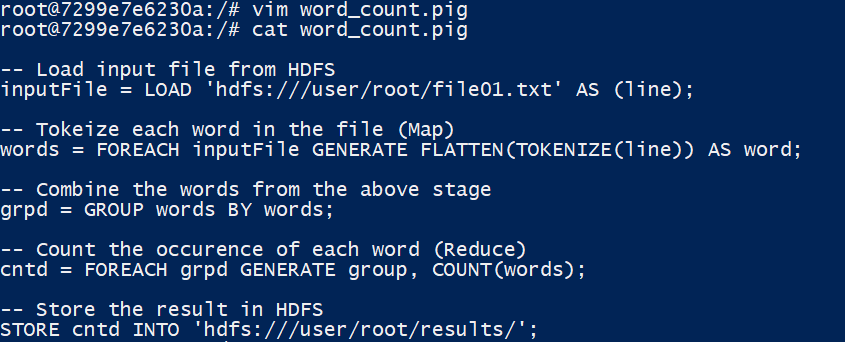 root@7299e7e6230a:/# vim word_count.pig
root@7299e7e6230a:/# cat word_count.pig
-- Load input file from HDFS
inputFile = LOAD 'hdfs:///user/root/file01.txt' AS (line);
-- Tokeize each word in the file (Map)
words = FOREACH inputFile GENERATE FLATTEN(TOKENIZE(line)) AS word;
-- Combine the words from the above stage
grpd = GROUP words BY words;
-- Count the occurence of each word (Reduce)
cntd = FOREACH grpd GENERATE group, COUNT(words);
-- Store the result in HDFS
STORE cntd INTO 'hdfs:///user/root/results/';